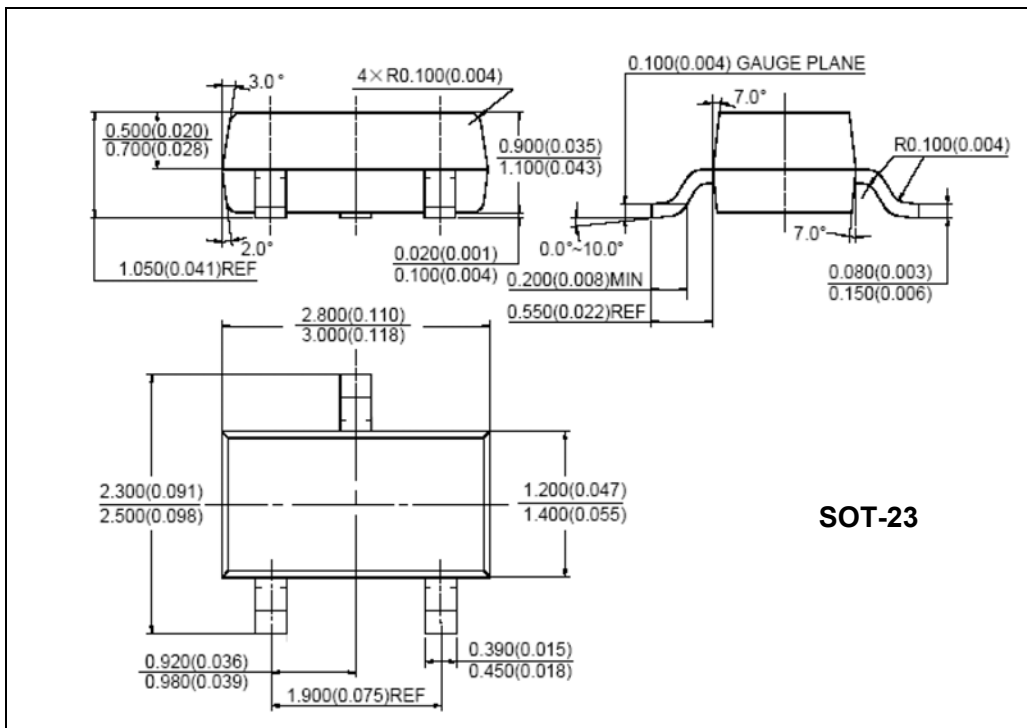 3.0°
4×R0.100(0.004)
0.500(0.020)
0.700(0.028)
0.900(0.035)
1.100(0.043)
2.0°
1.050(0.041)REF
0.020(0.001)
0.100(0.004)
0.100(0.004) GAUGE PLANE
7.0°
R0.100(0.004)
0.0°~10.0°
7.0°
0.200(0.008)MIN
0.550(0.022)REF
0.080(0.003)
0.150(0.006)
2.800(0.110)
3.000(0.118)
2.300(0.091)
2.500(0.098)
1.200(0.047)
1.400(0.055)
SOT-23
0.920(0.036)
0.980(0.039)
1.900(0.075)REF
0.390(0.015)
0.450(0.018)